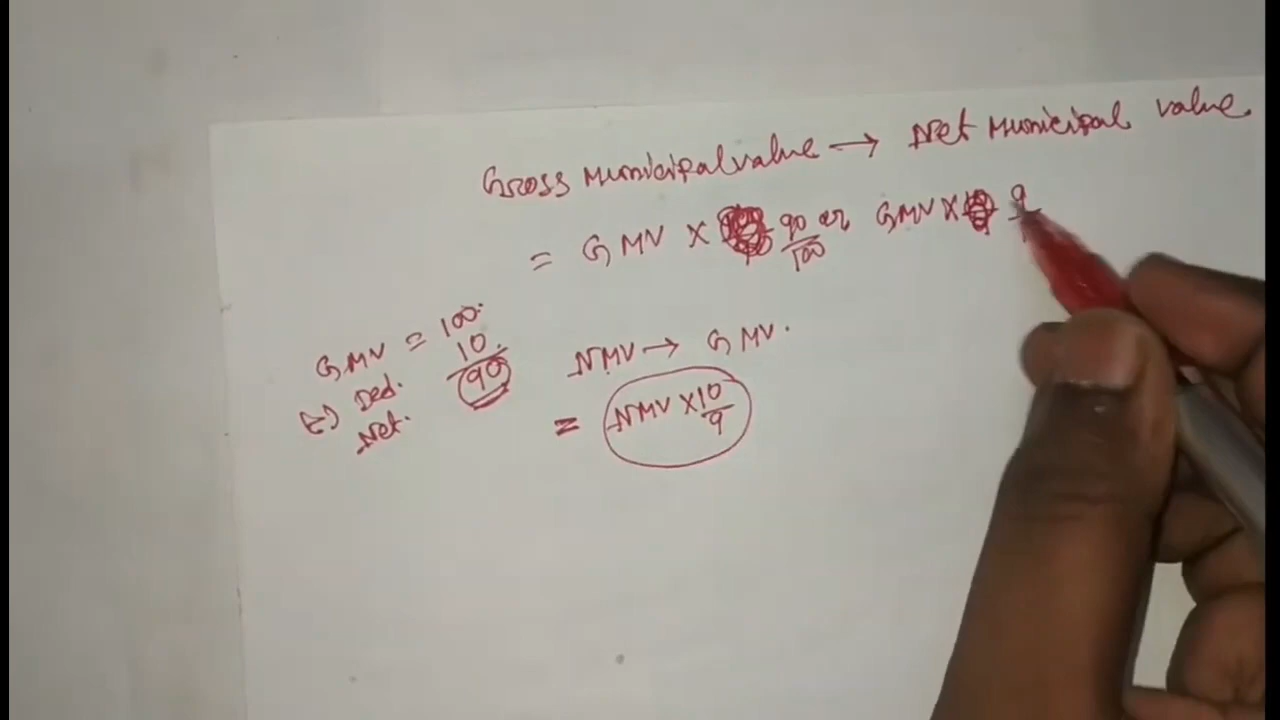 Gross Municipal value → Net Municipal value
= GMV × 90/100 or GMV × 9
GMV = 100.
(-) Ded. 10.
Net. 90
NMV → GMV.
= NMV × 10/9